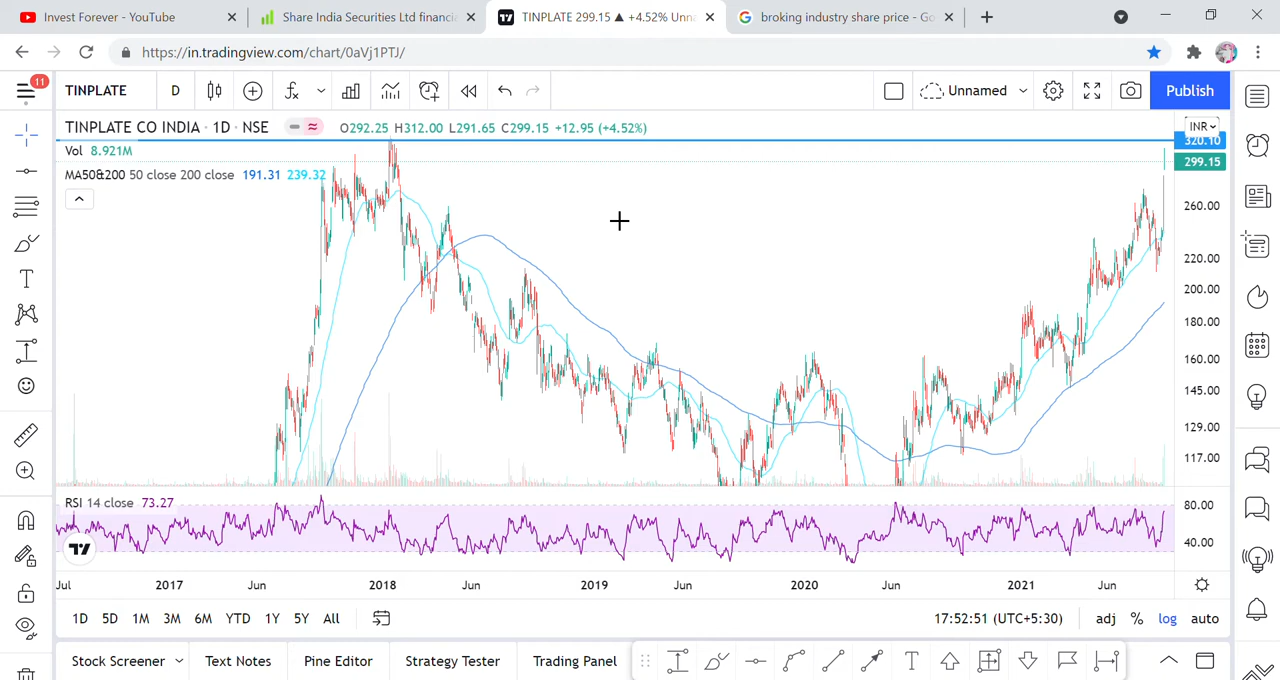 Invest Forever - YouTube
Share India Securities Ltd financia
TINPLATE 299.15 ▲ +4.52% Unna
broking industry share price - Go
https://in.tradingview.com/chart/0aVj1PTJ/
11
TINPLATE
D
Unnamed
Publish
TINPLATE CO INDIA · 1D · NSE
O292.25 H312.00 L291.65 C299.15 +12.95 (+4.52%)
INR
320.10
Vol 8.921M
299.15
MA50&200 50 close 200 close 191.31 239.32
260.00
220.00
200.00
180.00
160.00
145.00
129.00
117.00
RSI 14 close 73.27
80.00
40.00
Jul 2017 Jun 2018 Jun 2019 Jun 2020 Jun 2021 Jun
1D 5D 1M 3M 6M YTD 1Y 5Y All
17:52:51 (UTC+5:30) adj % log auto
Stock Screener Text Notes Pine Editor Strategy Tester Trading Panel